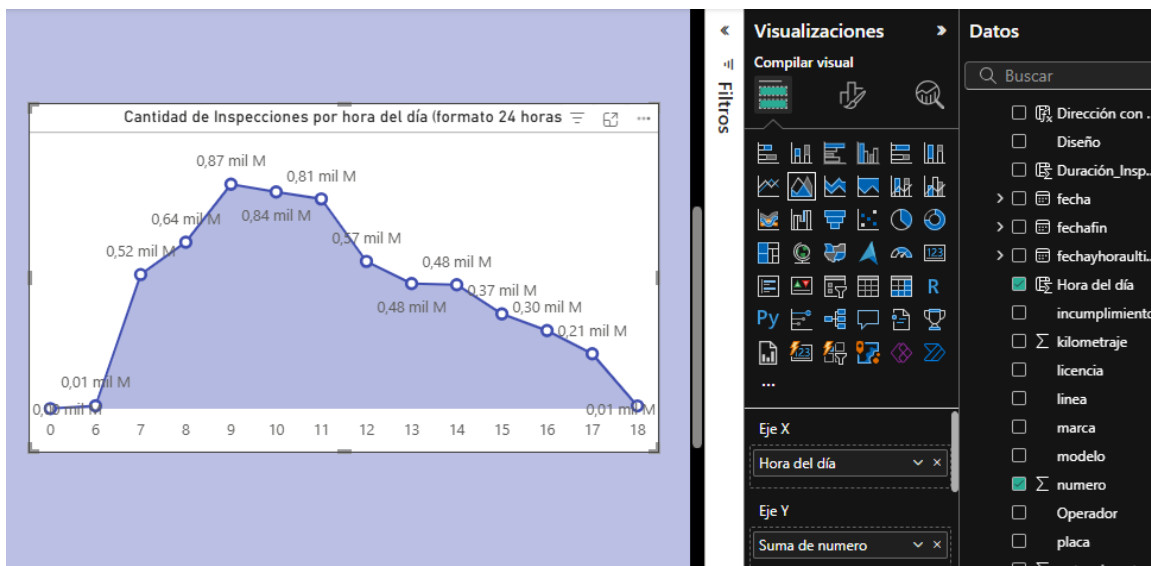 Cantidad de Inspecciones por hora del día (formato 24 horas
0,87 mil M
0,81 mil M
0,64 mil M
0,84 mil M
0,52 mil M
0,57 mil M
0,48 mil M
0,48 mil M
0,37 mil M
0,30 mil M
0,21 mil M
0,01 mil M
0,00 mil M
0,01 mil M
0 6 7 8 9 10 11 12 13 14 15 16 17 18
Filtros
Visualizaciones
Compilar visual
123
R
Py
123
...
Eje X
Hora del día
Eje Y
Suma de numero
Datos
Buscar
Dirección con ...
Diseño
Duración_Insp...
fecha
fechafin
fechayhoraulti...
Hora del día
incumplimiento
kilometraje
licencia
linea
marca
modelo
numero
Operador
placa